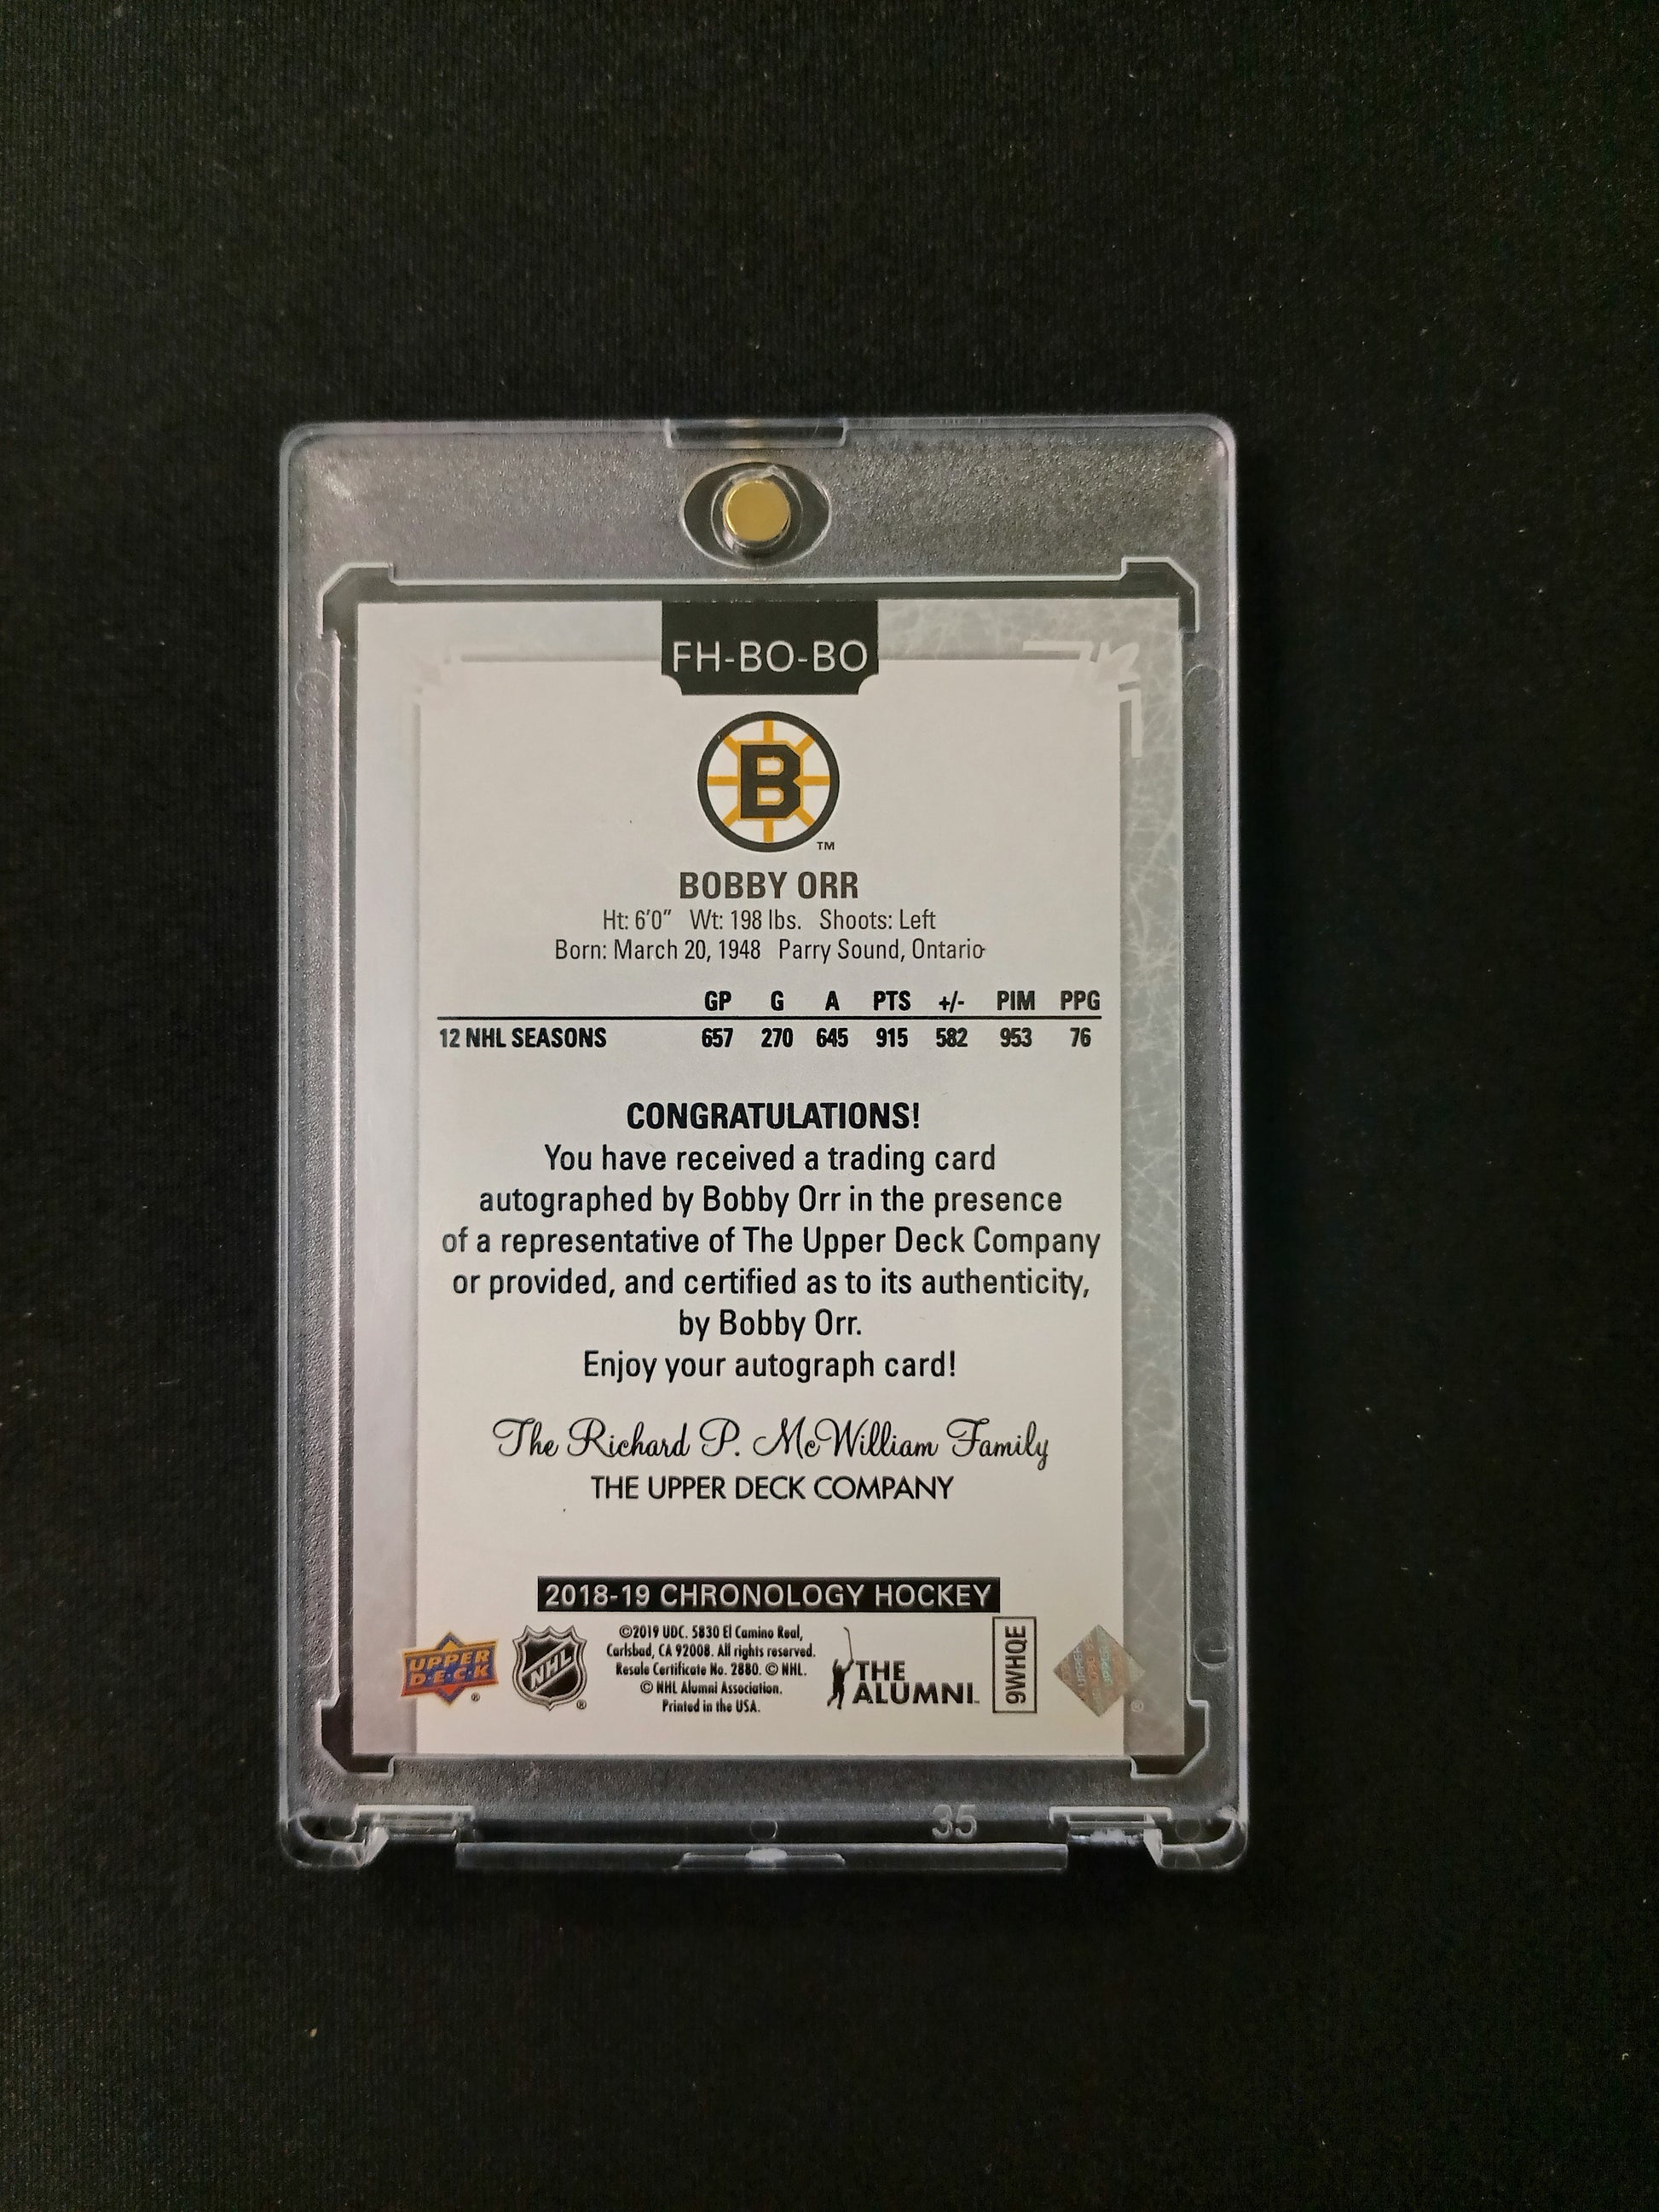 FH-BO-BO
B
TM
BOBBY ORR
Ht: 6'0" Wt: 198 lbs. Shoots: Left
Born: March 20, 1948 Parry Sound, Ontario
GP G A PTS +/- PIM PPG
12 NHL SEASONS 657 270 645 915 582 953 76
CONGRATULATIONS!
You have received a trading card
autographed by Bobby Orr in the presence
of a representative of The Upper Deck Company
or provided, and certified as to its authenticity,
by Bobby Orr.
Enjoy your autograph card!
The Richard P. McWilliam Family
THE UPPER DECK COMPANY
2018-19 CHRONOLOGY HOCKEY
UPPER
D·E·C·K
®
NHL
®
©2019 UDC. 5830 El Camino Real,
Carlsbad, CA 92008. All rights reserved.
Resale Certificate No. 2880. © NHL.
© NHL Alumni Association.
Printed in the USA.
THE
ALUMNI
9WHQE
®
35